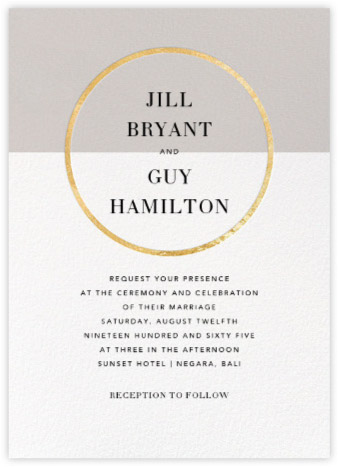 JILL
BRYANT
AND
GUY
HAMILTON
REQUEST YOUR PRESENCE
AT THE CEREMONY AND CELEBRATION
OF THEIR MARRIAGE
SATURDAY, AUGUST TWELFTH
NINETEEN HUNDRED AND SIXTY FIVE
AT THREE IN THE AFTERNOON
SUNSET HOTEL | NEGARA, BALI
RECEPTION TO FOLLOW